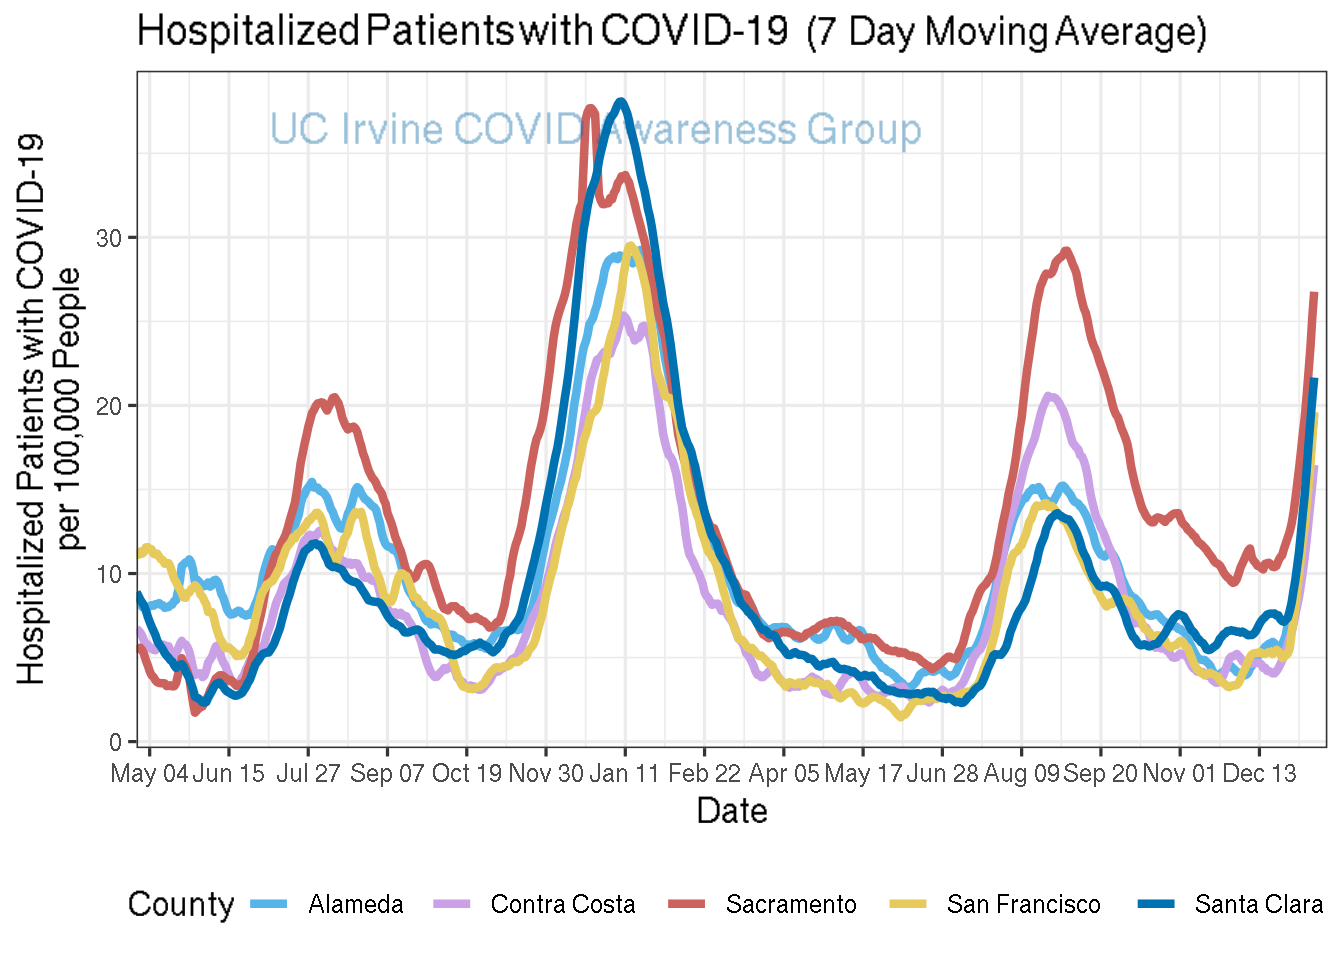 Hospitalized Patients with COVID-19 (7 Day Moving Average)
UC Irvine COVID Awareness Group
Hospitalized Patients with COVID-19
per 100,000 People
30
20
10
0
May 04 Jun 15 Jul 27 Sep 07 Oct 19 Nov 30 Jan 11 Feb 22 Apr 05 May 17 Jun 28 Aug 09 Sep 20 Nov 01 Dec 13
Date
County Alameda Contra Costa Sacramento San Francisco Santa Clara